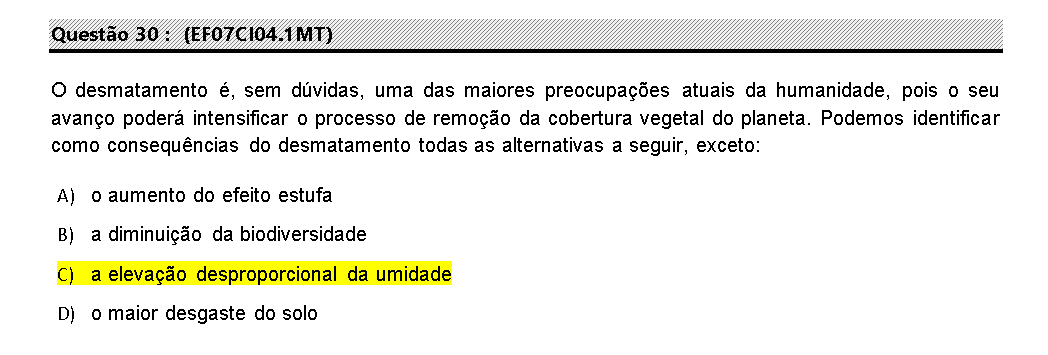 Questão 30 : (EF07CI04.1MT)
O desmatamento é, sem dúvidas, uma das maiores preocupações atuais da humanidade, pois o seu
avanço poderá intensificar o processo de remoção da cobertura vegetal do planeta. Podemos identificar
como consequências do desmatamento todas as alternativas a seguir, exceto:
A) o aumento do efeito estufa
B) a diminuição da biodiversidade
C) a elevação desproporcional da umidade
D) o maior desgaste do solo